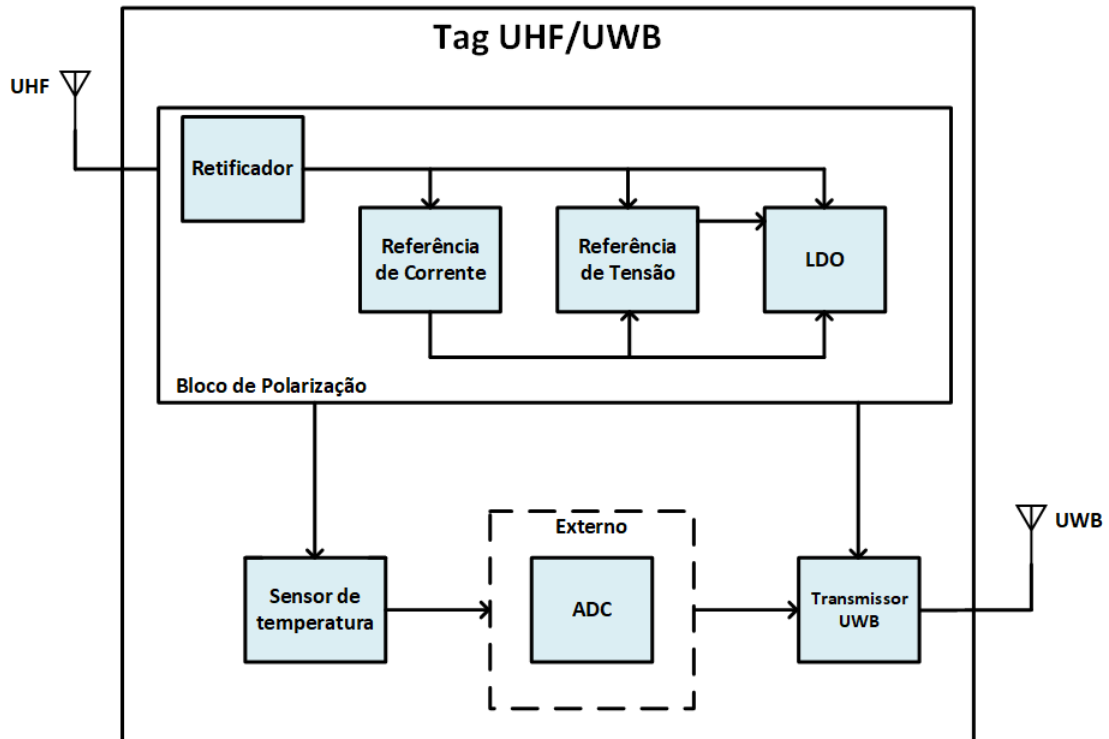 Tag UHF/UWB
UHF
Retificador
Referência
de Corrente
Referência
de Tensão
LDO
Bloco de Polarização
Externo
UWB
Sensor de
temperatura
ADC
Transmissor
UWB